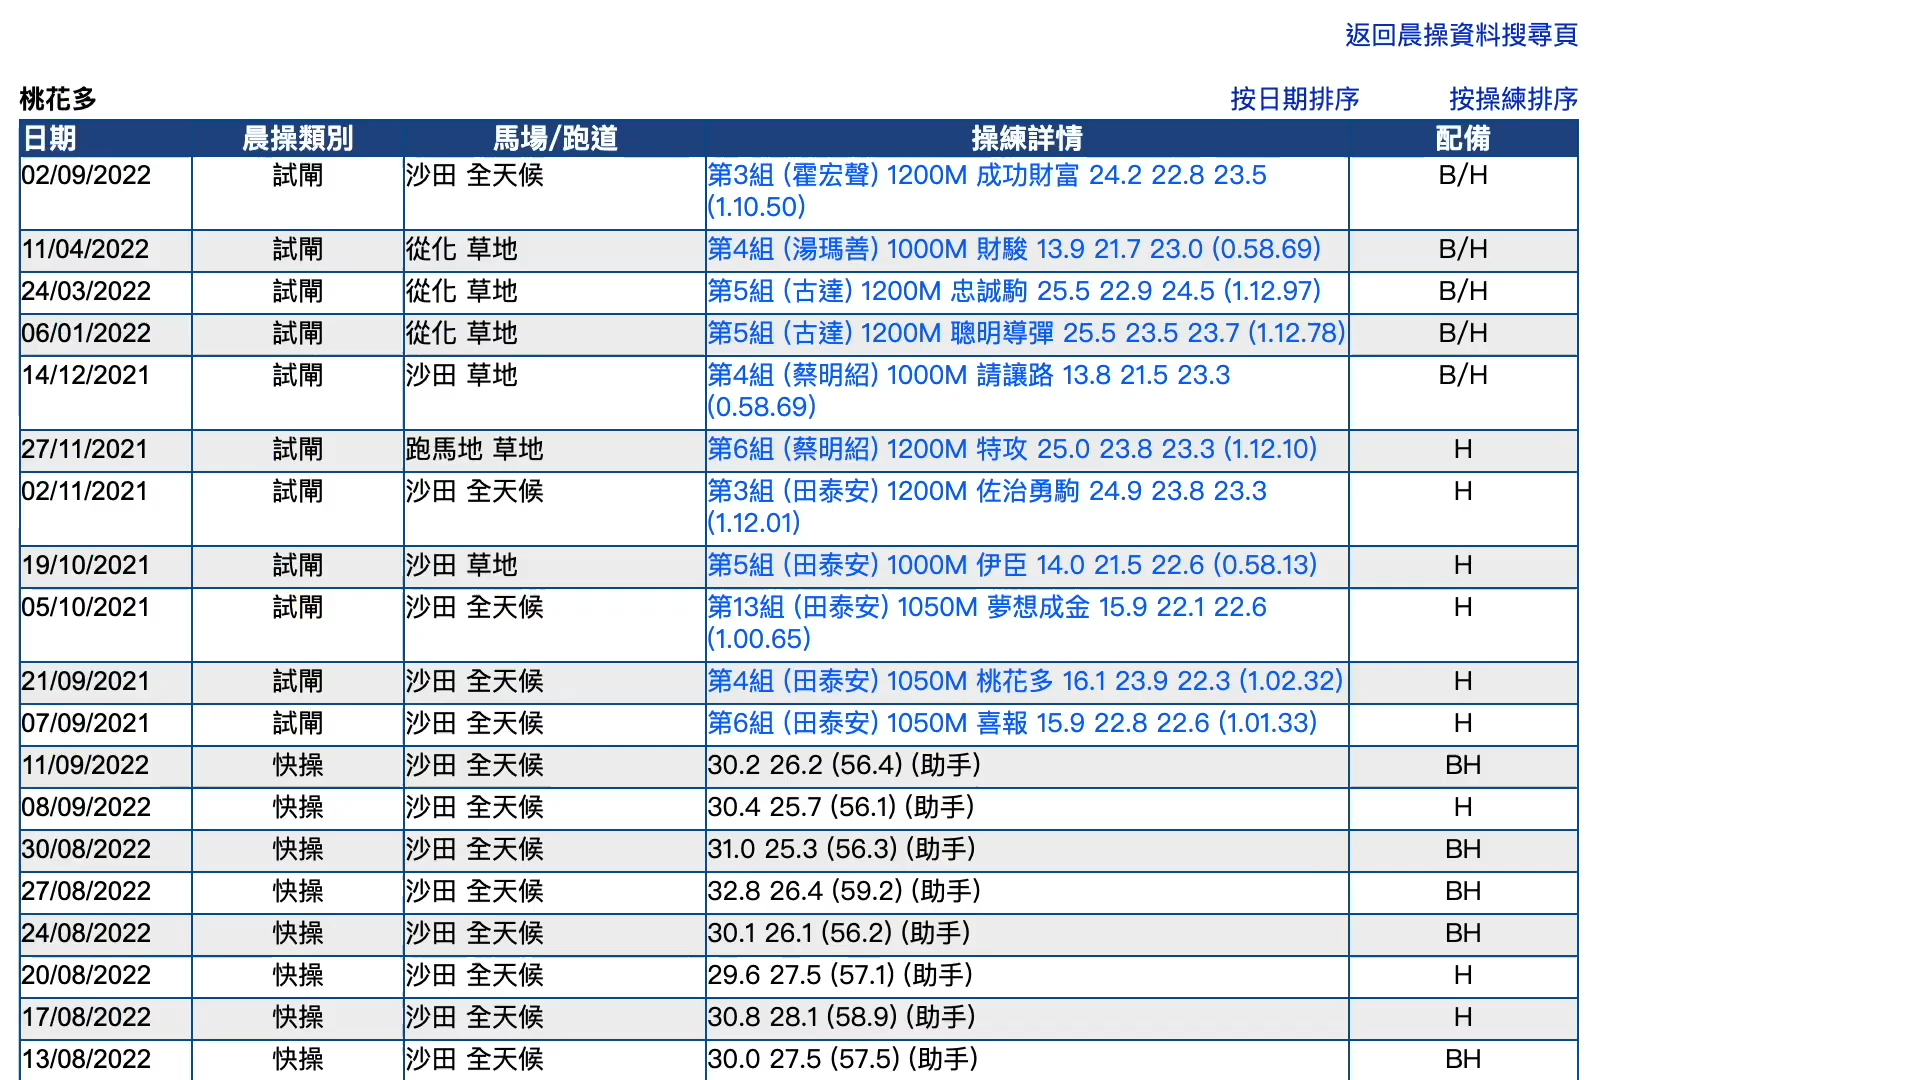 返回晨操資料搜尋頁
桃花多 按日期排序 按操練排序
日期 晨操類別 馬場/跑道 操練詳情 配備
02/09/2022 試閘 沙田 全天候 第3組 (霍宏聲) 1200M 成功財富 24.2 22.8 23.5 B/H
(1.10.50)
11/04/2022 試閘 從化 草地 第4組 (湯瑪善) 1000M 財駿 13.9 21.7 23.0 (0.58.69) B/H
24/03/2022 試閘 從化 草地 第5組 (古達) 1200M 忠誠駒 25.5 22.9 24.5 (1.12.97) B/H
06/01/2022 試閘 從化 草地 第5組 (古達) 1200M 聰明導彈 25.5 23.5 23.7 (1.12.78) B/H
14/12/2021 試閘 沙田 草地 第4組 (蔡明紹) 1000M 請讓路 13.8 21.5 23.3 B/H
(0.58.69)
27/11/2021 試閘 跑馬地 草地 第6組 (蔡明紹) 1200M 特攻 25.0 23.8 23.3 (1.12.10) H
02/11/2021 試閘 沙田 全天候 第3組 (田泰安) 1200M 佐治勇駒 24.9 23.8 23.3 H
(1.12.01)
19/10/2021 試閘 沙田 草地 第5組 (田泰安) 1000M 伊臣 14.0 21.5 22.6 (0.58.13) H
05/10/2021 試閘 沙田 全天候 第13組 (田泰安) 1050M 夢想成金 15.9 22.1 22.6 H
(1.00.65)
21/09/2021 試閘 沙田 全天候 第4組 (田泰安) 1050M 桃花多 16.1 23.9 22.3 (1.02.32) H
07/09/2021 試閘 沙田 全天候 第6組 (田泰安) 1050M 喜報 15.9 22.8 22.6 (1.01.33) H
11/09/2022 快操 沙田 全天候 30.2 26.2 (56.4) (助手) BH
08/09/2022 快操 沙田 全天候 30.4 25.7 (56.1) (助手) H
30/08/2022 快操 沙田 全天候 31.0 25.3 (56.3) (助手) BH
27/08/2022 快操 沙田 全天候 32.8 26.4 (59.2) (助手) BH
24/08/2022 快操 沙田 全天候 30.1 26.1 (56.2) (助手) BH
20/08/2022 快操 沙田 全天候 29.6 27.5 (57.1) (助手) H
17/08/2022 快操 沙田 全天候 30.8 28.1 (58.9) (助手) H
13/08/2022 快操 沙田 全天候 30.0 27.5 (57.5) (助手) BH